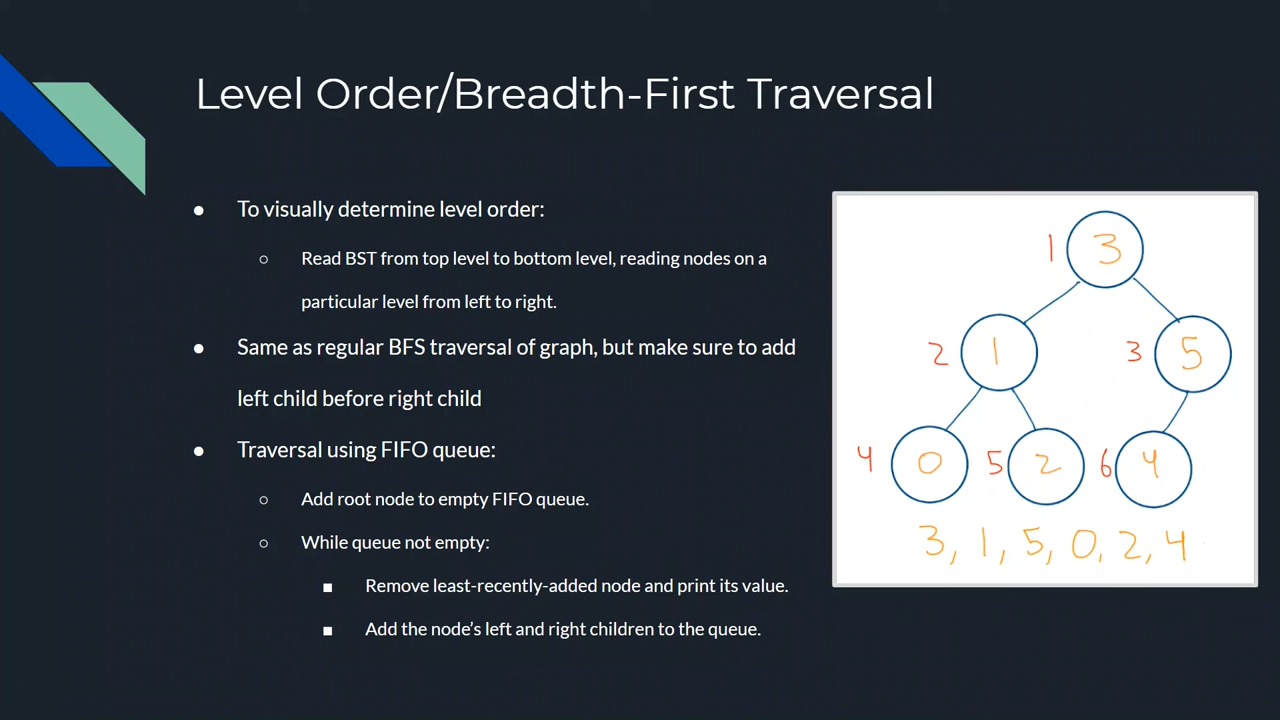 Level Order/Breadth-First Traversal
● To visually determine level order:
○ Read BST from top level to bottom level, reading nodes on a
particular level from left to right.
● Same as regular BFS traversal of graph, but make sure to add
left child before right child
● Traversal using FIFO queue:
○ Add root node to empty FIFO queue.
○ While queue not empty:
■ Remove least-recently-added node and print its value.
■ Add the node’s left and right children to the queue.
1 3
2 1 3 5
4 0 5 2 6 4
3, 1, 5, 0, 2, 4